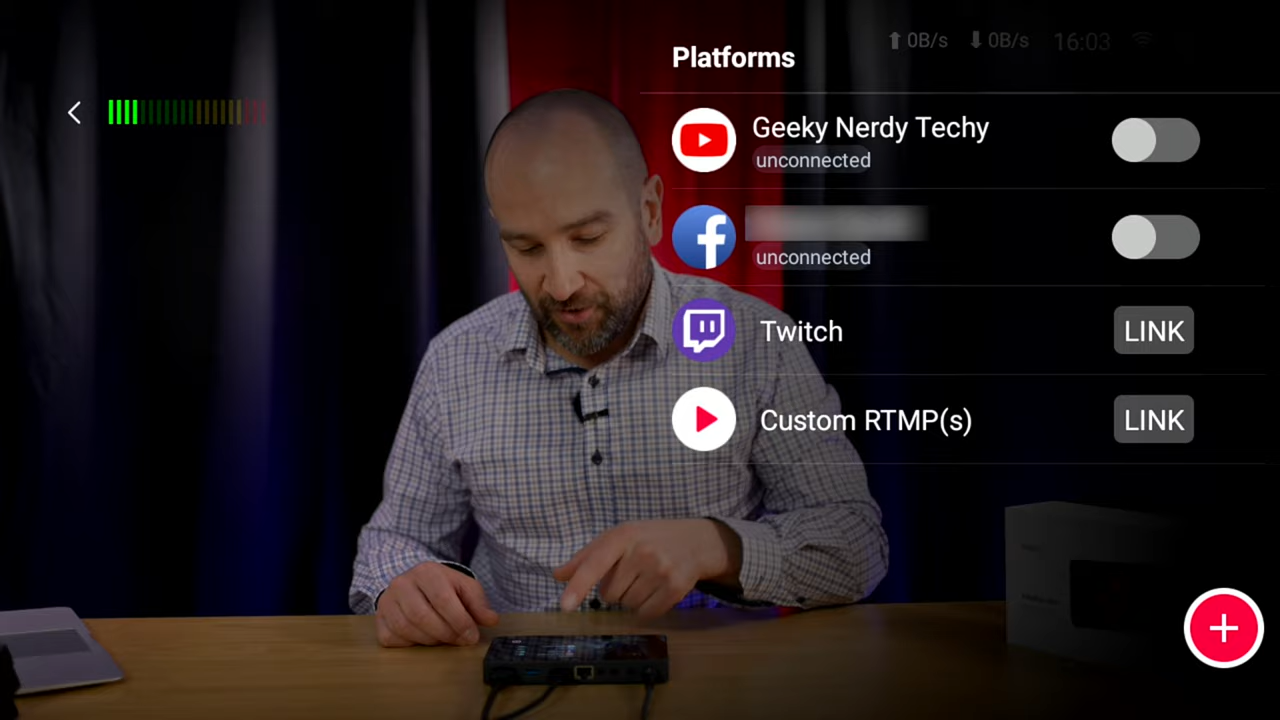 0B/s 0B/s 16:03
Platforms
Geeky Nerdy Techy
unconnected
unconnected
Twitch
LINK
Custom RTMP(s)
LINK